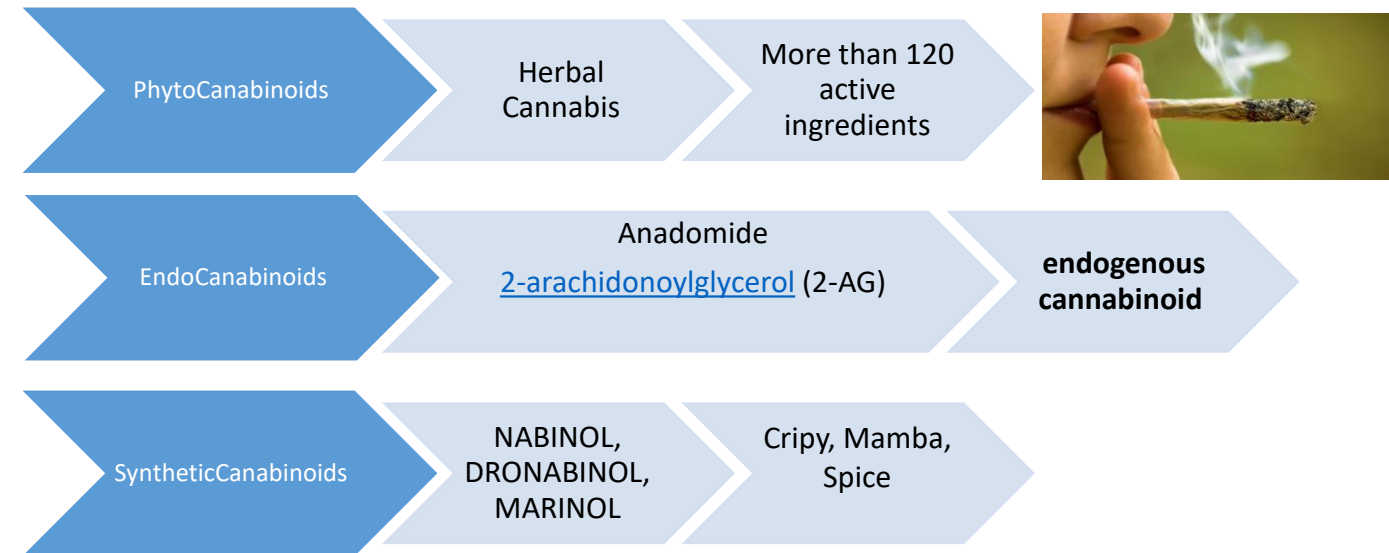 PhytoCanabinoids
Herbal
Cannabis
More than 120
active
ingredients
EndoCanabinoids
Anadomide
2-arachidonoylglycerol (2-AG)
endogenous
cannabinoid
SyntheticCanabinoids
NABINOL,
DRONABINOL,
MARINOL
Cripy, Mamba,
Spice